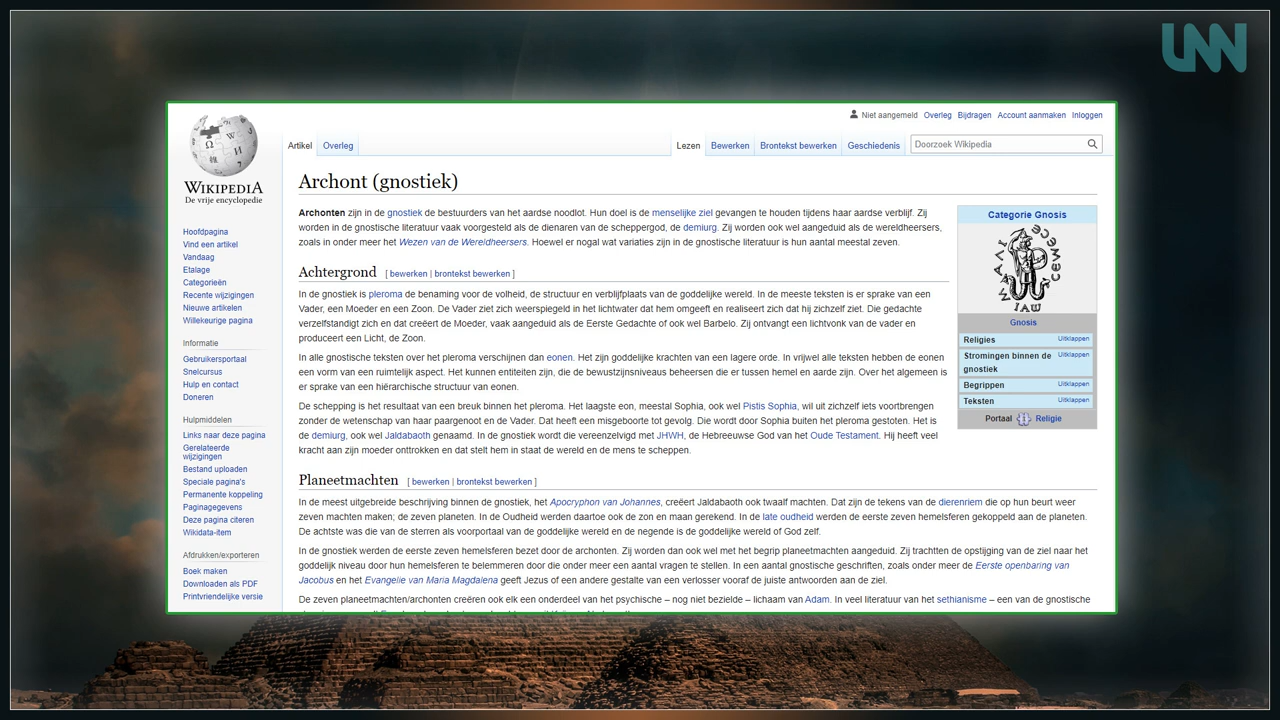 UNN
Niet aangemeld Overleg Bijdragen Account aanmaken Inloggen
Artikel Overleg Lezen Bewerken Brontekst bewerken Geschiedenis Doorzoek Wikipedia
WIKIPEDIA
De vrije encyclopedie
Hoofdpagina
Vind een artikel
Vandaag
Etalage
Categorieën
Recente wijzigingen
Nieuwe artikelen
Willekeurige pagina
Informatie
Gebruikersportaal
Snelcursus
Hulp en contact
Doneren
Hulpmiddelen
Links naar deze pagina
Gerelateerde
wijzigingen
Bestand uploaden
Speciale pagina's
Permanente koppeling
Paginagegevens
Deze pagina citeren
Wikidata-item
Afdrukken/exporteren
Boek maken
Downloaden als PDF
Printvriendelijke versie
Archont (gnostiek)
Archonten zijn in de gnostiek de bestuurders van het aardse noodlot. Hun doel is de menselijke ziel gevangen te houden tijdens haar aardse verblijf. Zij
worden in de gnostische literatuur vaak voorgesteld als de dienaren van de scheppergod, de demiurg. Zij worden ook wel aangeduid als de wereldheersers,
zoals in onder meer het Wezen van de Wereldheersers. Hoewel er nogal wat variaties zijn in de gnostische literatuur is hun aantal meestal zeven.
Achtergrond [ bewerken | brontekst bewerken ]
In de gnostiek is pleroma de benaming voor de volheid, de structuur en verblijfplaats van de goddelijke wereld. In de meeste teksten is er sprake van een
Vader, een Moeder en een Zoon. De Vader ziet zich weerspiegeld in het lichtwater dat hem omgeeft en realiseert zich dat hij zichzelf ziet. Die gedachte
verzelfstandigt zich en dat creëert de Moeder, vaak aangeduid als de Eerste Gedachte of ook wel Barbelo. Zij ontvangt een lichtvonk van de vader en
produceert een Licht, de Zoon.
In alle gnostische teksten over het pleroma verschijnen dan eonen. Het zijn goddelijke krachten van een lagere orde. In vrijwel alle teksten hebben de eonen
een vorm van een ruimtelijk aspect. Het kunnen entiteiten zijn, die de bewustzijnsniveaus beheersen die er tussen hemel en aarde zijn. Over het algemeen is
er sprake van een hiërarchische structuur van eonen.
De schepping is het resultaat van een breuk binnen het pleroma. Het laagste eon, meestal Sophia, ook wel Pistis Sophia, wil uit zichzelf iets voortbrengen
zonder de wetenschap van haar paargenoot en de Vader. Dat heeft een misgeboorte tot gevolg. Die wordt door Sophia buiten het pleroma gestoten. Het is
de demiurg, ook wel Jaldabaoth genaamd. In de gnostiek wordt die vereenzelvigd met JHWH, de Hebreeuwse God van het Oude Testament. Hij heeft veel
kracht aan zijn moeder onttrokken en dat stelt hem in staat de wereld en de mens te scheppen.
Categorie Gnosis
IAW
Gnosis
Religies Uitklappen
Stromingen binnen de Uitklappen
gnostiek
Begrippen Uitklappen
Teksten Uitklappen
Portaal Religie
Planeetmachten [ bewerken | brontekst bewerken ]
In de meest uitgebreide beschrijving binnen de gnostiek, het Apocryphon van Johannes, creëert Jaldabaoth ook twaalf machten. Dat zijn de tekens van de dierenriem die op hun beurt weer
zeven machten maken; de zeven planeten. In de Oudheid werden daartoe ook de zon en maan gerekend. In de late oudheid werden de eerste zeven hemelsferen gekoppeld aan de planeten.
De achtste was die van de sterren als voorportaal van de goddelijke wereld en de negende is de goddelijke wereld of God zelf.
In de gnostiek werden de eerste zeven hemelsferen bezet door de archonten. Zij worden dan ook wel met het begrip planeetmachten aangeduid. Zij trachtten de opstijging van de ziel naar het
goddelijk niveau door hun hemelsferen te belemmeren door die onder meer een aantal vragen te stellen. In een aantal gnostische geschriften, zoals onder meer de Eerste openbaring van
Jacobus en het Evangelie van Maria Magdalena geeft Jezus of een andere gestalte van een verlosser vooraf de juiste antwoorden aan de ziel.
De zeven planeetmachten/archonten creëren ook elk een onderdeel van het psychische – nog niet bezielde – lichaam van Adam. In veel literatuur van het sethianisme – een van de gnostische